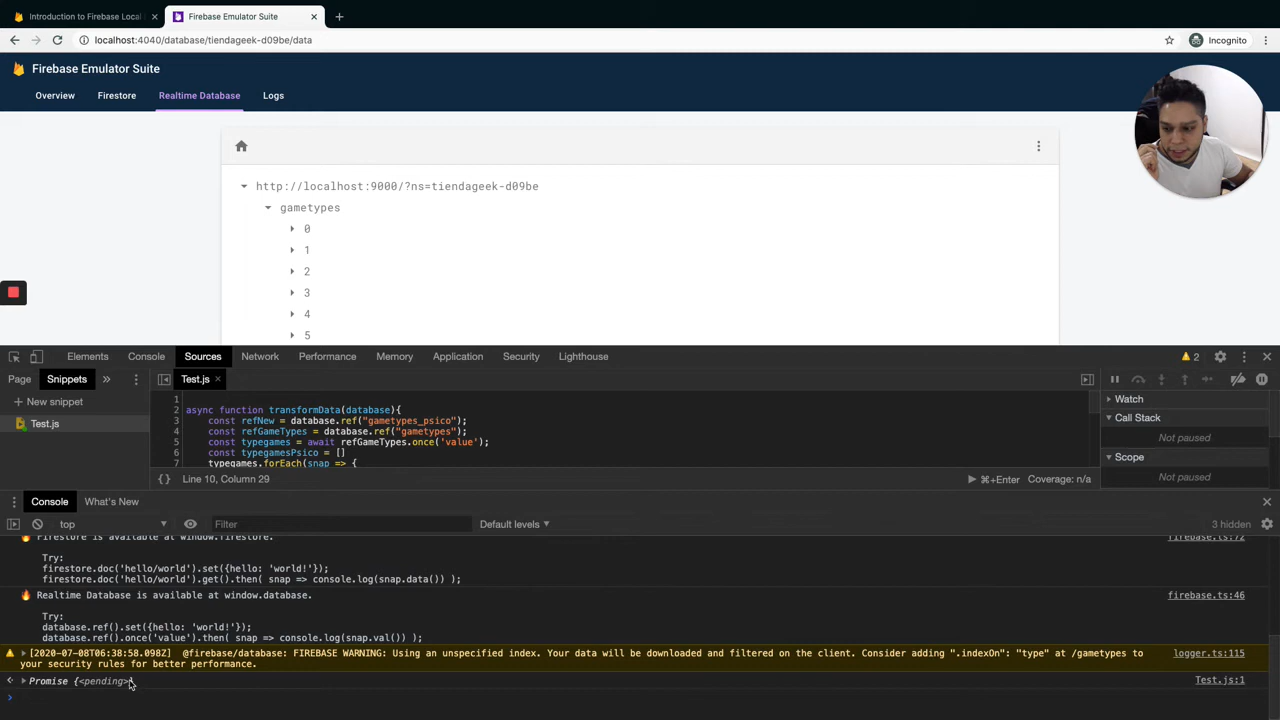 Introduction to Firebase Local
Firebase Emulator Suite
localhost:4040/database/tiendageek-d09be/data
Incognito
Firebase Emulator Suite
Overview
Firestore
Realtime Database
Logs
http://localhost:9000/?ns=tiendageek-d09be
gametypes
0
1
2
3
4
5
Elements
Console
Sources
Network
Performance
Memory
Application
Security
Lighthouse
2
Page
Snippets
Test.js
New snippet
Test.js
1
2 async function transformData(database){
3 const refNew = database.ref("gametypes_psico");
4 const refGameTypes = database.ref("gametypes");
5 const typegames = await refGameTypes.once('value');
6 const typegamesPsico = []
7 typegames.forEach(snap => {
{} Line 10, Column 29
⌘+Enter
Coverage: n/a
Watch
Call Stack
Not paused
Scope
Not paused
Console
What's New
top
Filter
Default levels
3 hidden
Firestore is available at window.firestore.
firebase.ts:72
Try:
firestore.doc('hello/world').set({hello: 'world!'});
firestore.doc('hello/world').get().then( snap => console.log(snap.data()) );
Realtime Database is available at window.database.
firebase.ts:46
Try:
database.ref().set({hello: 'world!'});
database.ref().once('value').then( snap => console.log(snap.val()) );
[2020-07-08T06:38:58.098Z] @firebase/database: FIREBASE WARNING: Using an unspecified index. Your data will be downloaded and filtered on the client. Consider adding ".indexOn": "type" at /gametypes to
logger.ts:115
your security rules for better performance.
Promise {<pending>}
Test.js:1